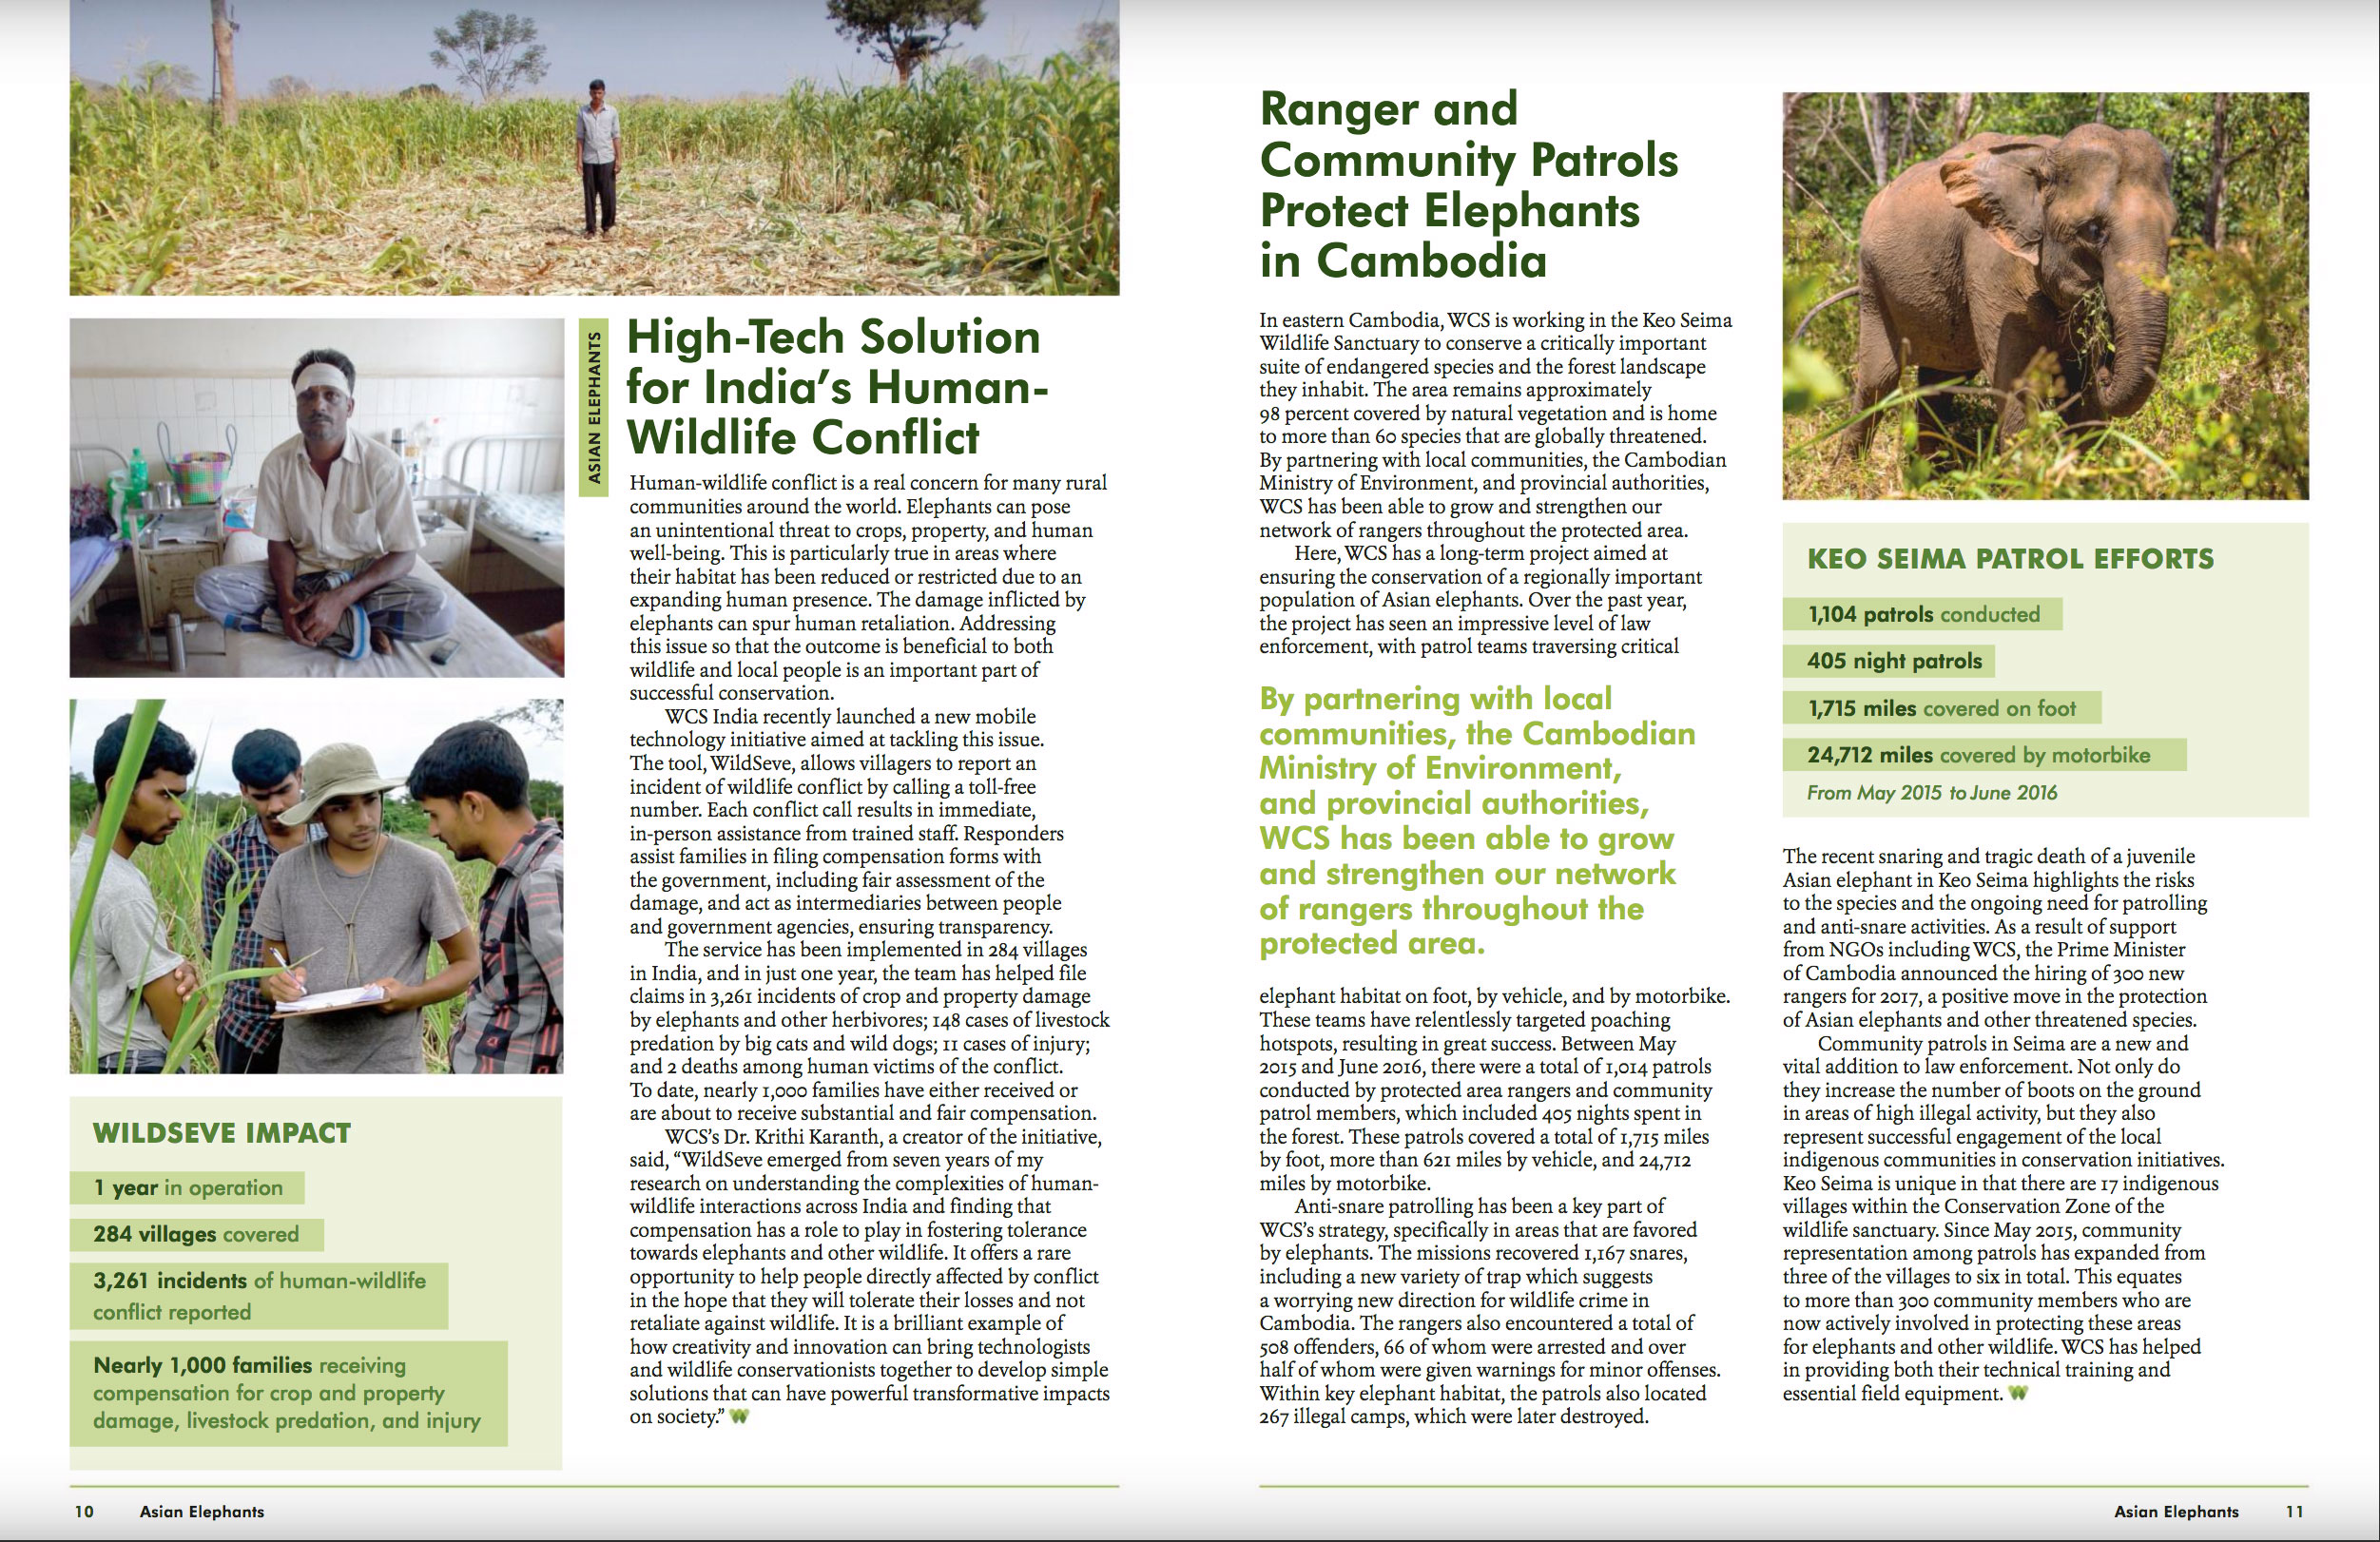 ASIAN ELEPHANTS
High-Tech Solution
for India’s Human-
Wildlife Conflict
Human-wildlife conflict is a real concern for many rural
communities around the world. Elephants can pose
an unintentional threat to crops, property, and human
well-being. This is particularly true in areas where
their habitat has been reduced or restricted due to an
expanding human presence. The damage inflicted by
elephants can spur human retaliation. Addressing
this issue so that the outcome is beneficial to both
wildlife and local people is an important part of
successful conservation.
WCS India recently launched a new mobile
technology initiative aimed at tackling this issue.
The tool, WildSeve, allows villagers to report an
incident of wildlife conflict by calling a toll-free
number. Each conflict call results in immediate,
in-person assistance from trained staff. Responders
assist families in filing compensation forms with
the government, including fair assessment of the
damage, and act as intermediaries between people
and government agencies, ensuring transparency.
The service has been implemented in 284 villages
in India, and in just one year, the team has helped file
claims in 3,261 incidents of crop and property damage
by elephants and other herbivores; 148 cases of livestock
predation by big cats and wild dogs; 11 cases of injury;
and 2 deaths among human victims of the conflict.
To date, nearly 1,000 families have either received or
are about to receive substantial and fair compensation.
WCS’s Dr. Krithi Karanth, a creator of the initiative,
said, “WildSeve emerged from seven years of my
research on understanding the complexities of human-
wildlife interactions across India and finding that
compensation has a role to play in fostering tolerance
towards elephants and other wildlife. It offers a rare
opportunity to help people directly affected by conflict
in the hope that they will tolerate their losses and not
retaliate against wildlife. It is a brilliant example of
how creativity and innovation can bring technologists
and wildlife conservationists together to develop simple
solutions that can have powerful transformative impacts
on society.”
WILDSEVE IMPACT
1 year in operation
284 villages covered
3,261 incidents of human-wildlife
conflict reported
Nearly 1,000 families receiving
compensation for crop and property
damage, livestock predation, and injury
10 Asian Elephants
Ranger and
Community Patrols
Protect Elephants
in Cambodia
In eastern Cambodia, WCS is working in the Keo Seima
Wildlife Sanctuary to conserve a critically important
suite of endangered species and the forest landscape
they inhabit. The area remains approximately
98 percent covered by natural vegetation and is home
to more than 60 species that are globally threatened.
By partnering with local communities, the Cambodian
Ministry of Environment, and provincial authorities,
WCS has been able to grow and strengthen our
network of rangers throughout the protected area.
Here, WCS has a long-term project aimed at
ensuring the conservation of a regionally important
population of Asian elephants. Over the past year,
the project has seen an impressive level of law
enforcement, with patrol teams traversing critical
By partnering with local
communities, the Cambodian
Ministry of Environment,
and provincial authorities,
WCS has been able to grow
and strengthen our network
of rangers throughout the
protected area.
elephant habitat on foot, by vehicle, and by motorbike.
These teams have relentlessly targeted poaching
hotspots, resulting in great success. Between May
2015 and June 2016, there were a total of 1,014 patrols
conducted by protected area rangers and community
patrol members, which included 405 nights spent in
the forest. These patrols covered a total of 1,715 miles
by foot, more than 621 miles by vehicle, and 24,712
miles by motorbike.
Anti-snare patrolling has been a key part of
WCS’s strategy, specifically in areas that are favored
by elephants. The missions recovered 1,167 snares,
including a new variety of trap which suggests
a worrying new direction for wildlife crime in
Cambodia. The rangers also encountered a total of
508 offenders, 66 of whom were arrested and over
half of whom were given warnings for minor offenses.
Within key elephant habitat, the patrols also located
267 illegal camps, which were later destroyed.
KEO SEIMA PATROL EFFORTS
1,104 patrols conducted
405 night patrols
1,715 miles covered on foot
24,712 miles covered by motorbike
From May 2015 to June 2016
The recent snaring and tragic death of a juvenile
Asian elephant in Keo Seima highlights the risks
to the species and the ongoing need for patrolling
and anti-snare activities. As a result of support
from NGOs including WCS, the Prime Minister
of Cambodia announced the hiring of 300 new
rangers for 2017, a positive move in the protection
of Asian elephants and other threatened species.
Community patrols in Seima are a new and
vital addition to law enforcement. Not only do
they increase the number of boots on the ground
in areas of high illegal activity, but they also
represent successful engagement of the local
indigenous communities in conservation initiatives.
Keo Seima is unique in that there are 17 indigenous
villages within the Conservation Zone of the
wildlife sanctuary. Since May 2015, community
representation among patrols has expanded from
three of the villages to six in total. This equates
to more than 300 community members who are
now actively involved in protecting these areas
for elephants and other wildlife. WCS has helped
in providing both their technical training and
essential field equipment.
Asian Elephants 11